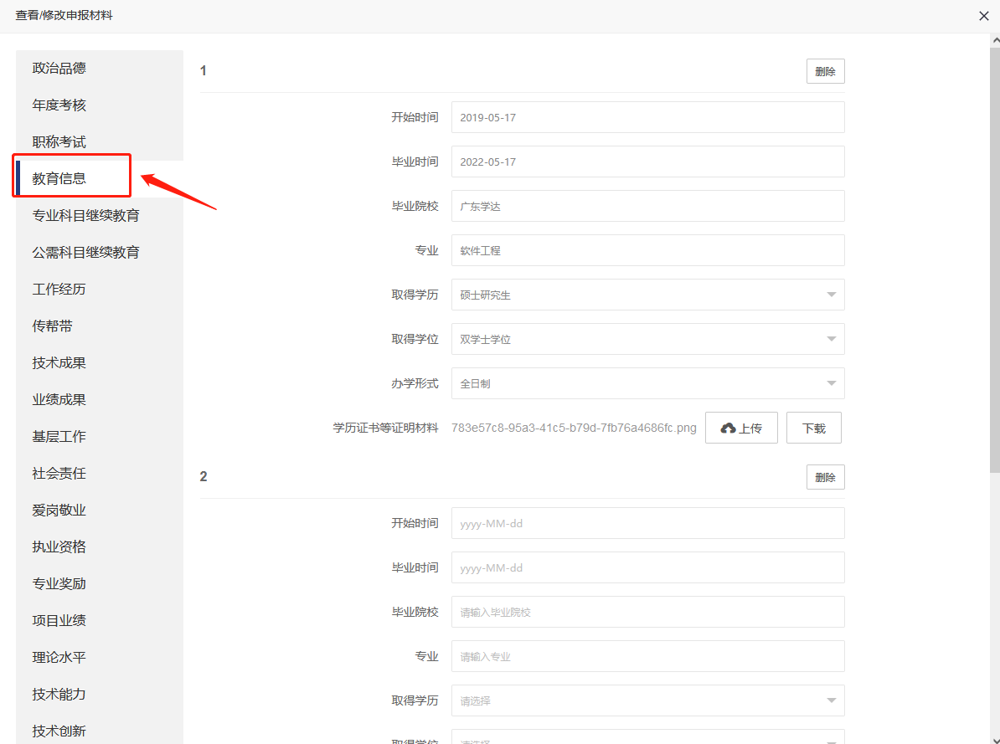 查看/修改申报材料
政治品德
年度考核
职称考试
教育信息
专业科目继续教育
公需科目继续教育
工作经历
传帮带
技术成果
业绩成果
基层工作
社会责任
爱岗敬业
执业资格
专业奖励
项目业绩
理论水平
技术能力
技术创新
1 删除
开始时间 2019-05-17
毕业时间 2022-05-17
毕业院校 广东学达
专业 软件工程
取得学历 硕士研究生
取得学位 双学士学位
办学形式 全日制
学历证书等证明材料 783e57c8-95a3-41c5-b79d-7fb76a4686fc.png 上传 下载
2 删除
开始时间 yyyy-MM-dd
毕业时间 yyyy-MM-dd
毕业院校 请输入毕业院校
专业 请输入专业
取得学历 请选择
取得学位 请选择